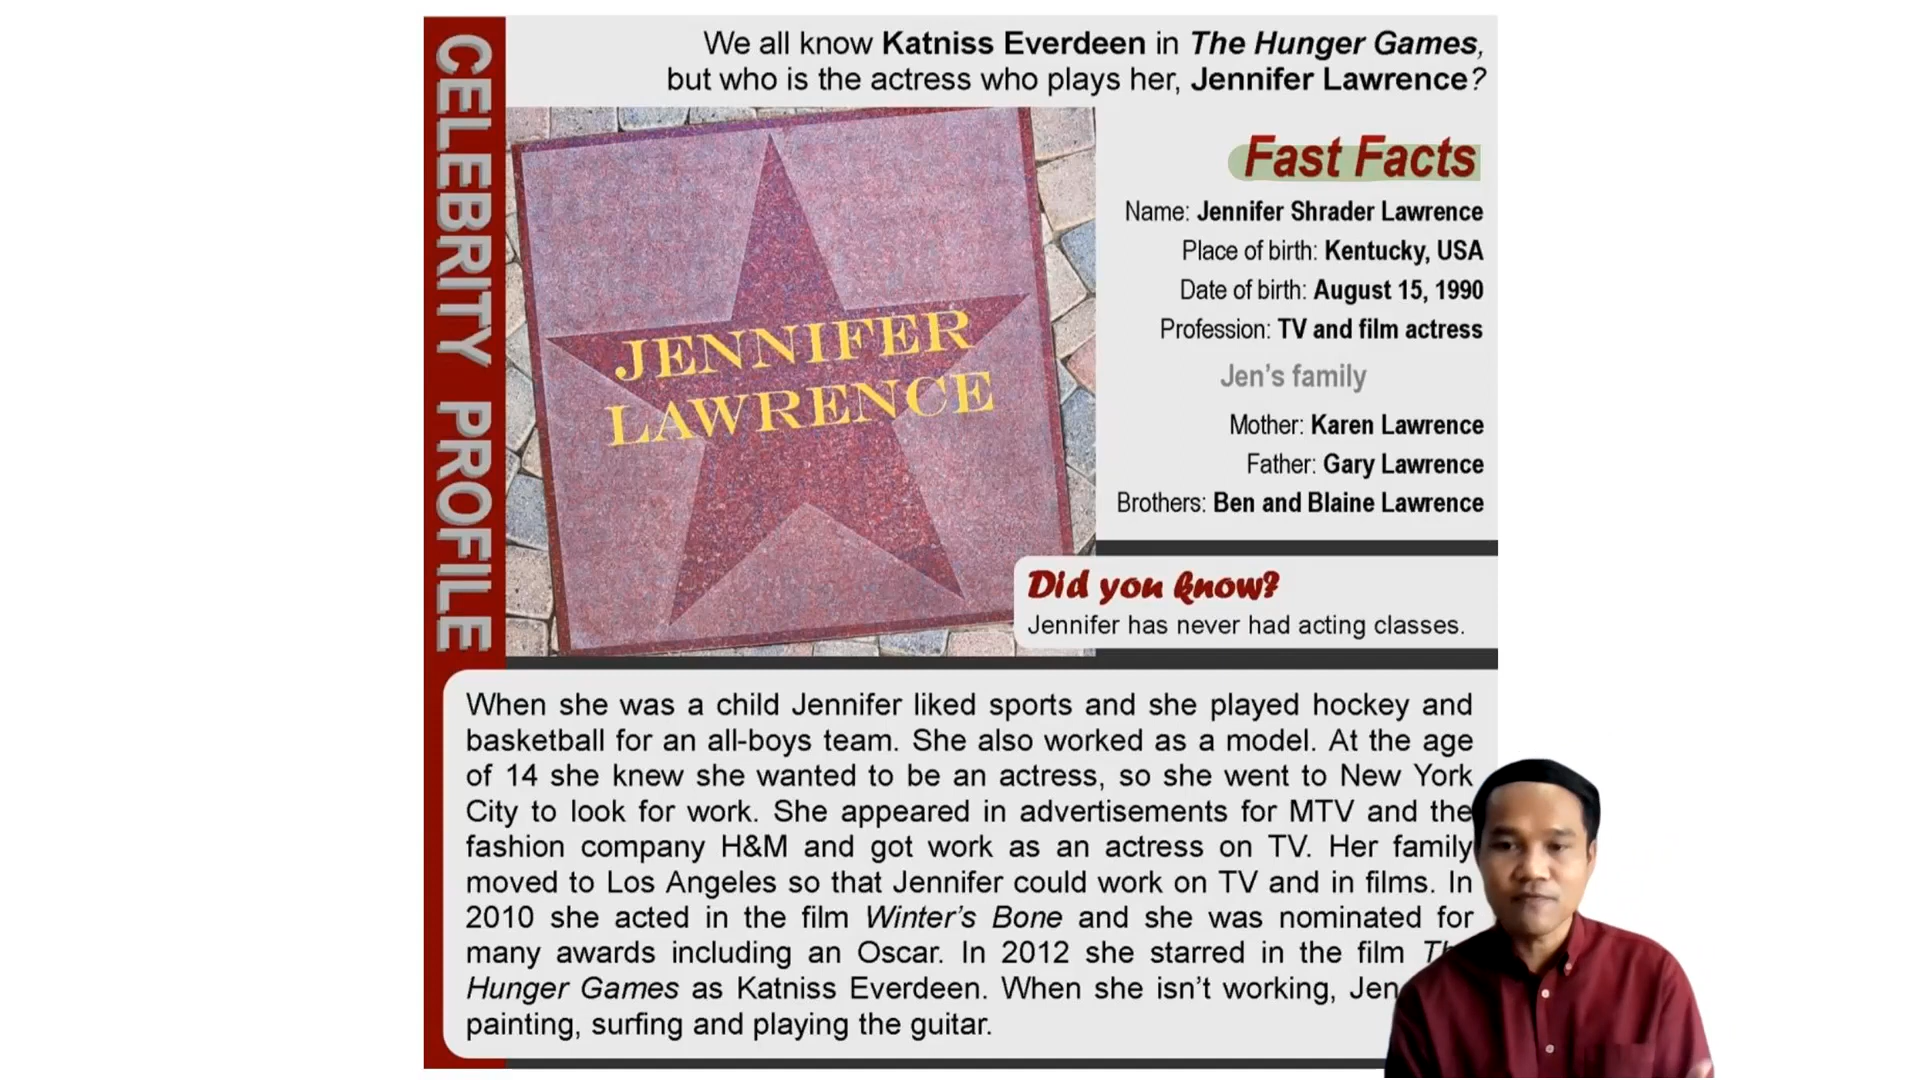 CELEBRITY PROFILE
We all know Katniss Everdeen in The Hunger Games,
but who is the actress who plays her, Jennifer Lawrence?
JENNIFER
LAWRENCE
Fast Facts
Name: Jennifer Shrader Lawrence
Place of birth: Kentucky, USA
Date of birth: August 15, 1990
Profession: TV and film actress
Jen's family
Mother: Karen Lawrence
Father: Gary Lawrence
Brothers: Ben and Blaine Lawrence
Did you know?
Jennifer has never had acting classes.
When she was a child Jennifer liked sports and she played hockey and
basketball for an all-boys team. She also worked as a model. At the age
of 14 she knew she wanted to be an actress, so she went to New York
City to look for work. She appeared in advertisements for MTV and the
fashion company H&M and got work as an actress on TV. Her family
moved to Los Angeles so that Jennifer could work on TV and in films. In
2010 she acted in the film Winter's Bone and she was nominated for
many awards including an Oscar. In 2012 she starred in the film
Hunger Games as Katniss Everdeen. When she isn't working, Jen
painting, surfing and playing the guitar.